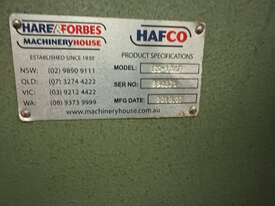 HARE & FORBES
MACHINERYHOUSE
ESTABLISHED SINCE 1930
NSW: (02) 9890 9111
QLD: (07) 3274 4222
VIC: (03) 9212 4422
WA: (08) 9373 9999
HAFCO
PRODUCT SPECIFICATIONS
MODEL:
SER NO:
MFG DATE:
www.machineryhouse.com.au